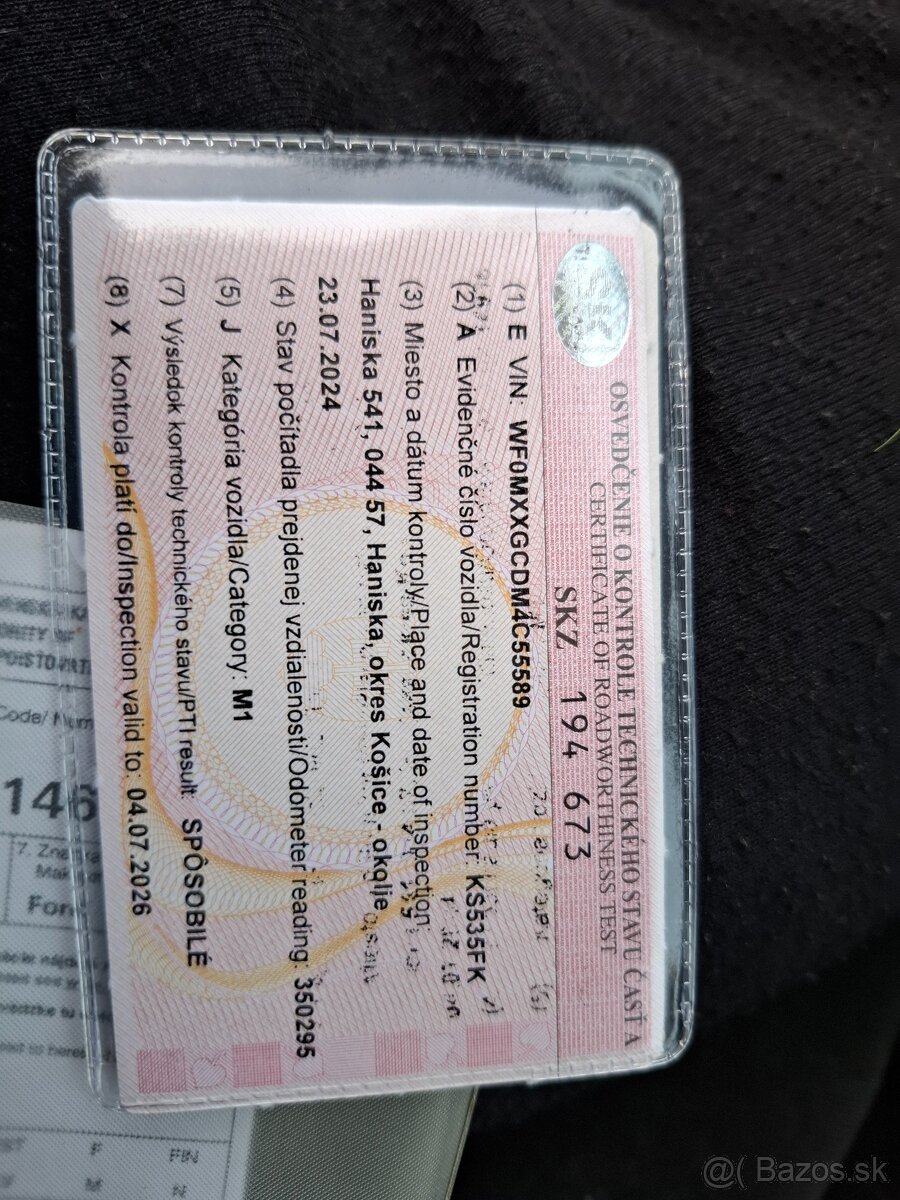 OSVEDČENIE O KONTROLE TECHNICKÉHO STAVU ČASŤ A
CERTIFICATE OF ROADWORTHINESS TEST
SKZ 194 673
(1) E VIN: WF0MXXGCDM4C55589
(2) A Evidenčné číslo vozidla/Registration number: KS535FK
(3) Miesto a dátum kontroly/Place and date of inspection:
Haniska 541, 044 57, Haniska, okres Košice - okolie
23.07.2024
(4) Stav počítadla prejdenej vzdialenosti/Odometer reading: 350295
(5) J Kategória vozidla/Category: M1
(7) Výsledok kontroly technického stavu/PTI result: SPÔSOBILÉ
(8) X Kontrola platí do/Inspection valid to: 04.07.2026
Code/
146
7.
F FIN
M
@( Bazos.sk